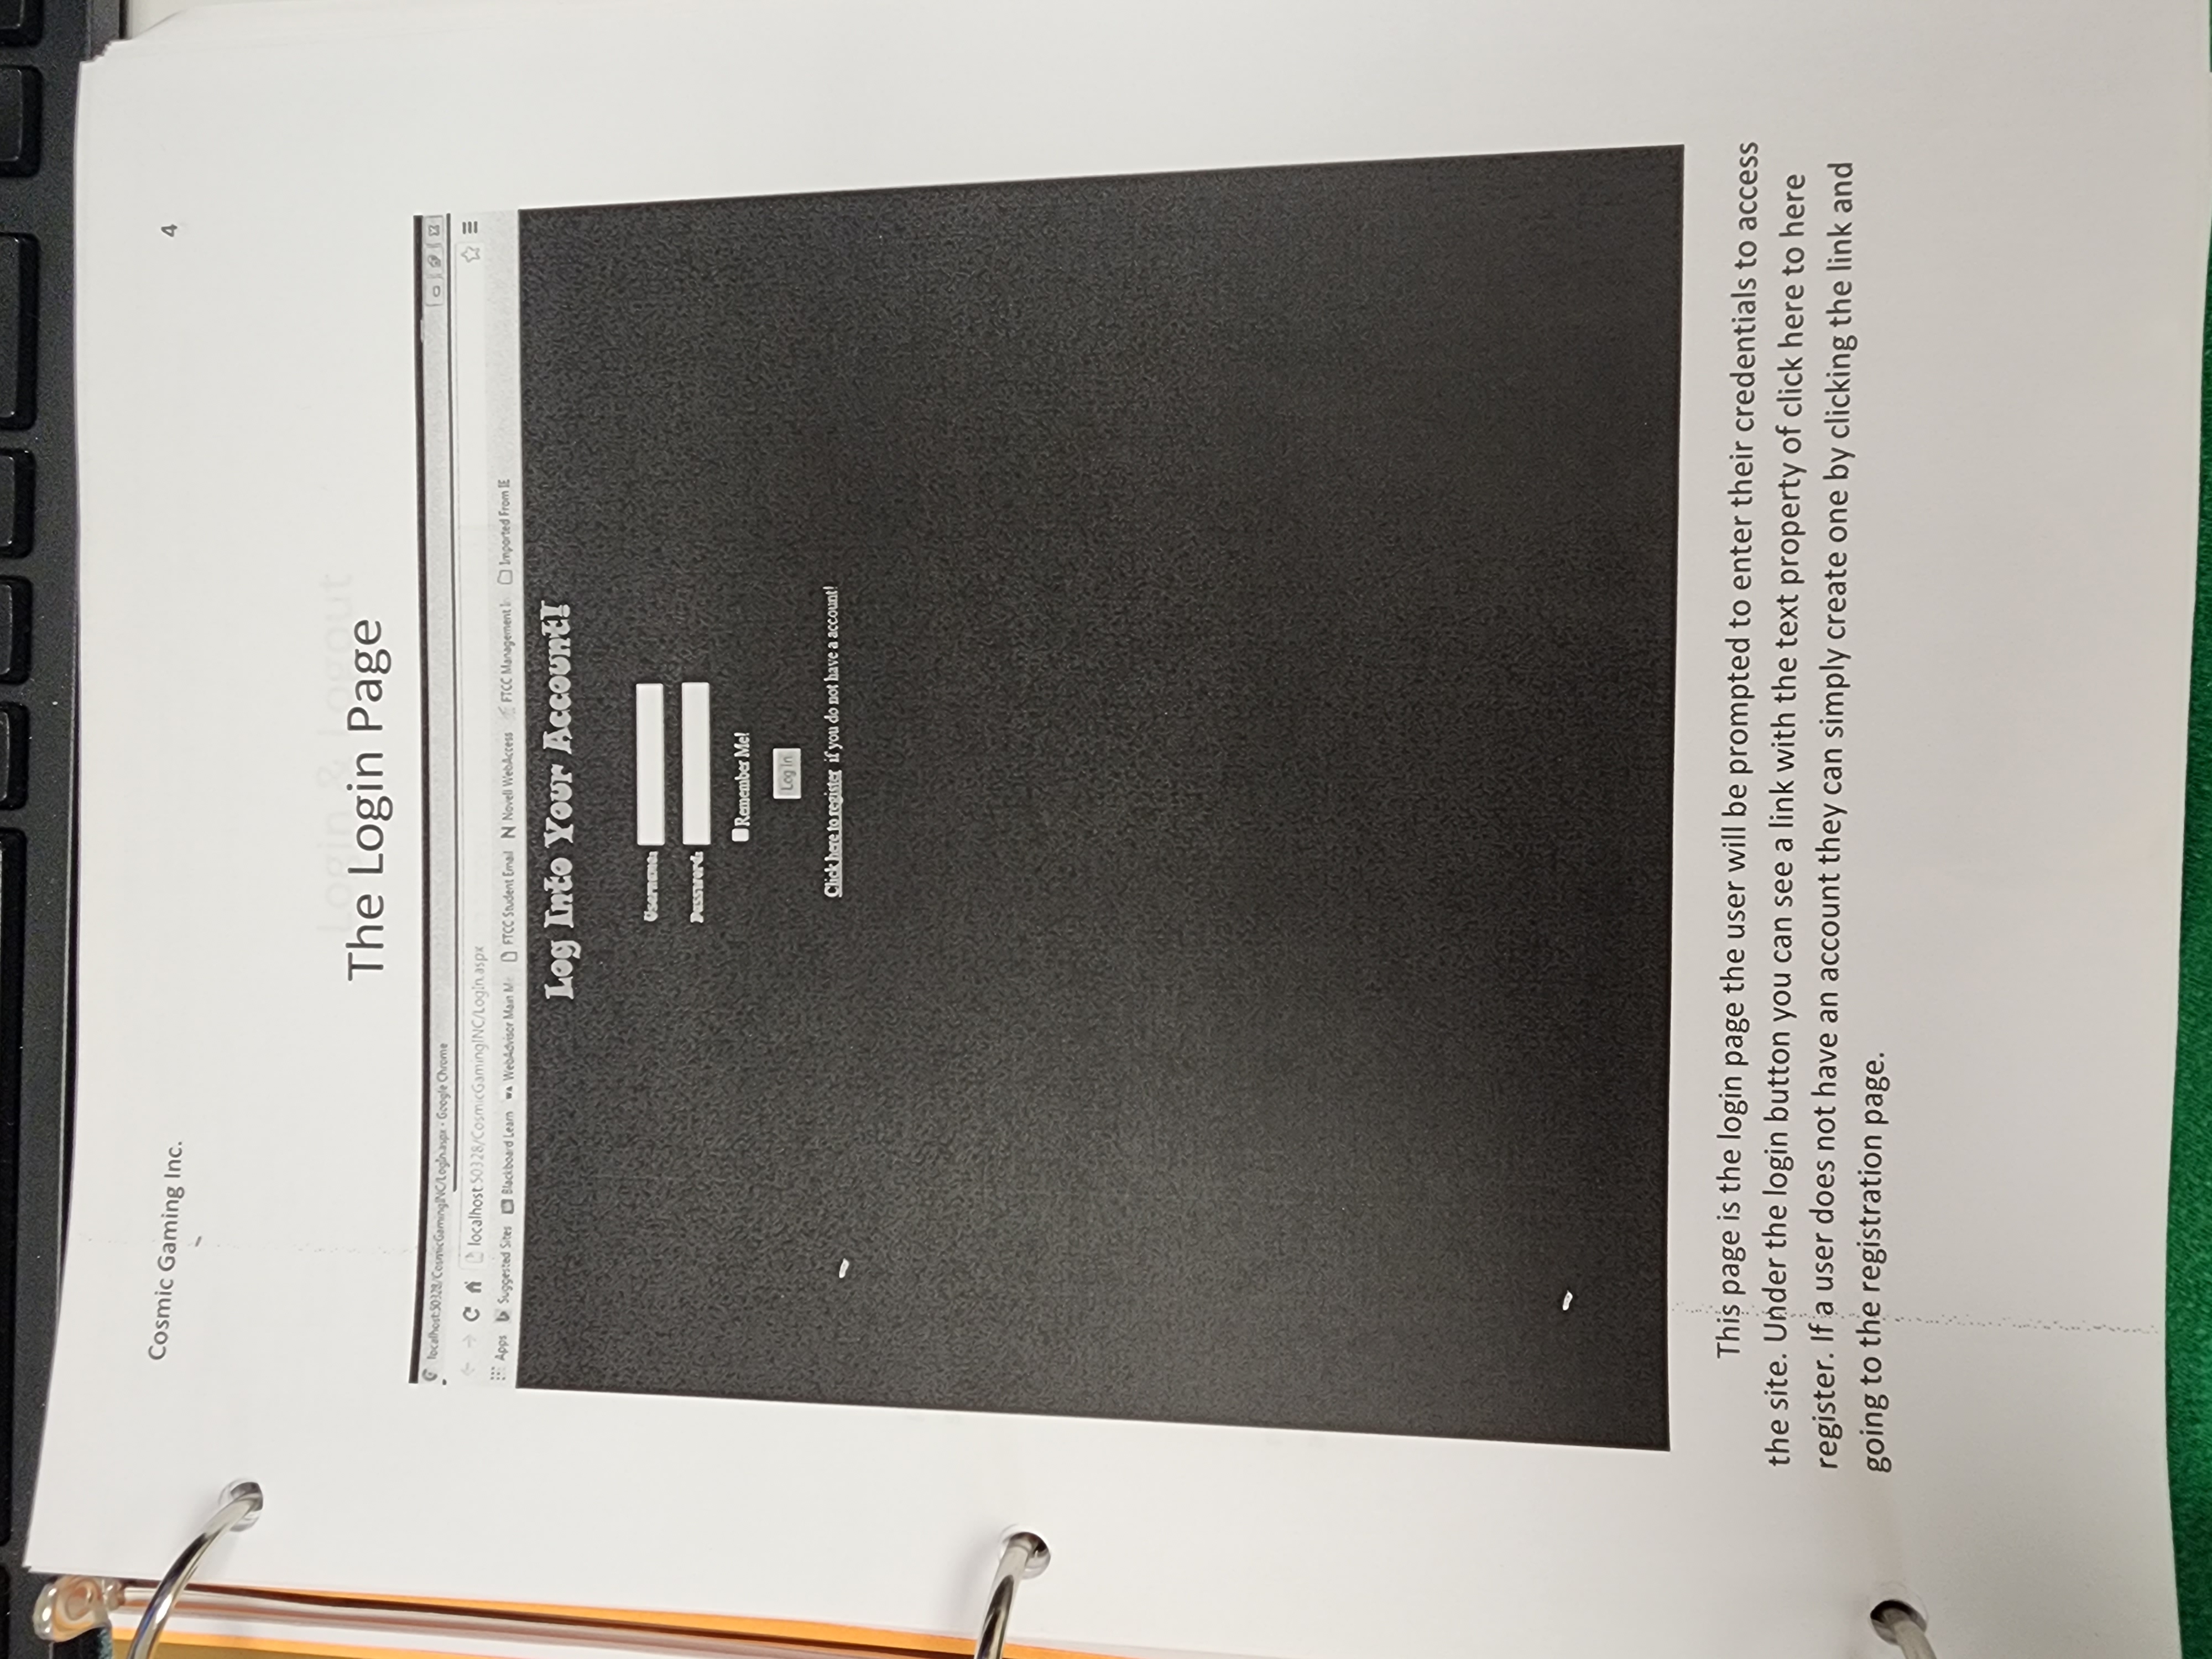 Cosmic Gaming Inc. 4
Login & Logout
The Login Page
localhost:50328/CosmicGamingINC/LogIn.aspx - Google Chrome
localhost:50328/CosmicGamingINC/LogIn.aspx
Apps Suggested Sites Blackboard Learn WebAdvisor Main M FTCC Student Email Novell WebAccess FTCC Management Imported From IE
Log Into Your Account!
Username:
Password:
Remember Me!
Log In
Click here to register if you do not have a account!
This page is the login page the user will be prompted to enter their credentials to access
the site. Under the login button you can see a link with the text property of click here to here
register. If a user does not have an account they can simply create one by clicking the link and
going to the registration page.